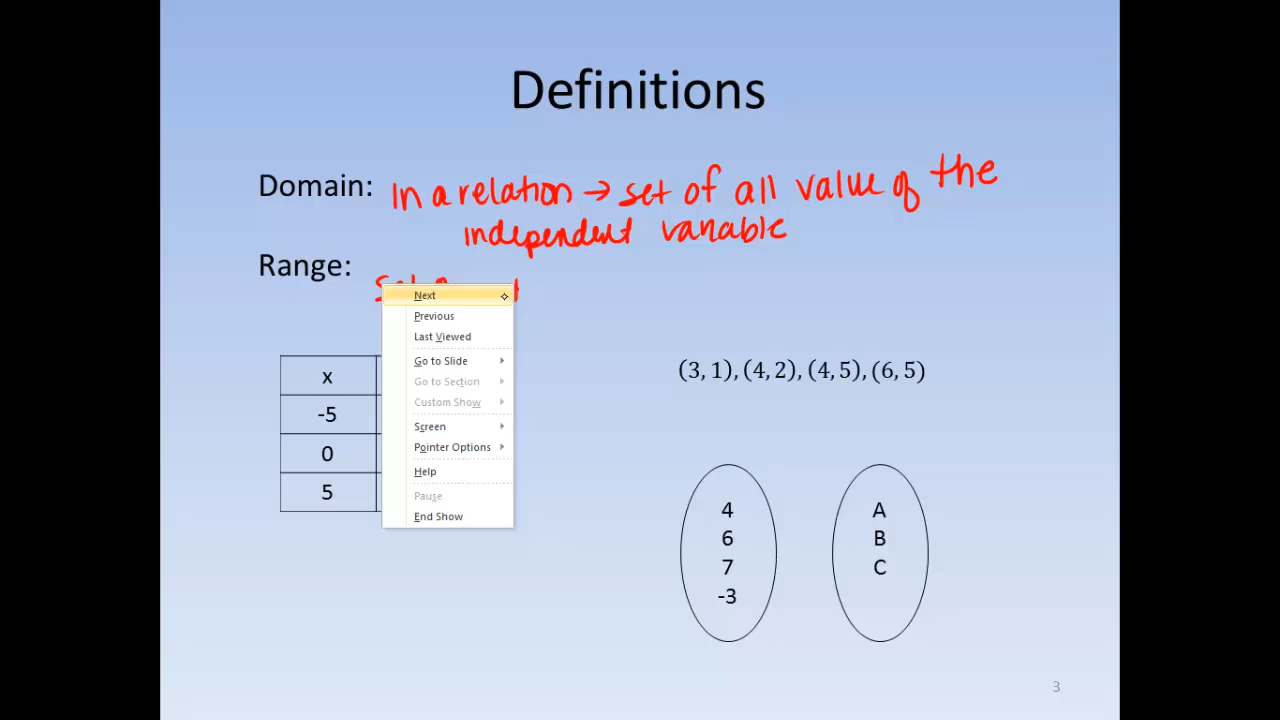 Definitions
Domain: In a relation → set of all value of the
independent variable
Range:
Next
Previous
Last Viewed
Go to Slide
Go to Section
Custom Show
Screen
Pointer Options
Help
Pause
End Show
x
-5
0
5
(3, 1), (4, 2), (4, 5), (6, 5)
4
6
7
-3
A
B
C
3